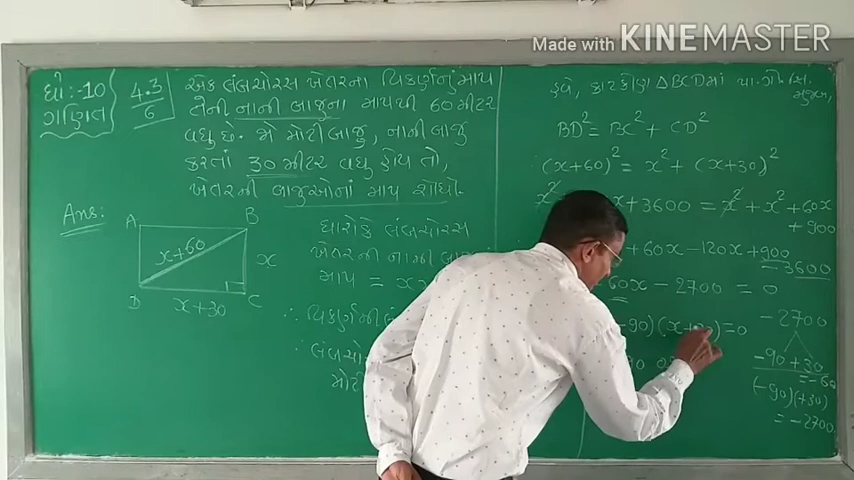 Made with KINEMASTER
ધો:-10
ગણિત
4.3
6
એક લંબચોરસ ખેતરના વિકર્ણનું માપ
તેની નાની બાજુના માપથી 60 મીટર
વધુ છે. જો મોટી બાજુ, નાની બાજુ
કરતાં 30 મીટર વધુ હોય તો,
ખેતરની બાજુઓનાં માપ શોધો.
Ans:
A
B
x+60
x
D
x+30
C
ધારોકે લંબચોરસ
ખેતરની નાની
માપ = x
∴ વિકર્ણની
∴ લંબચો
મોટી
હવે, કાટકોણ ΔBCDમાં
મુજબ,
BD² = BC² + CD²
∴ (x+60)² = x² + (x+30)²
x² x + 3600 = x² + x² + 60x
+ 900
+ 60x - 120x + 900
- 3600
60x - 2700 = 0
-90)(x+ )=0
- 2700
-90 + 30
= -60
(-90)(+30)
= -2700